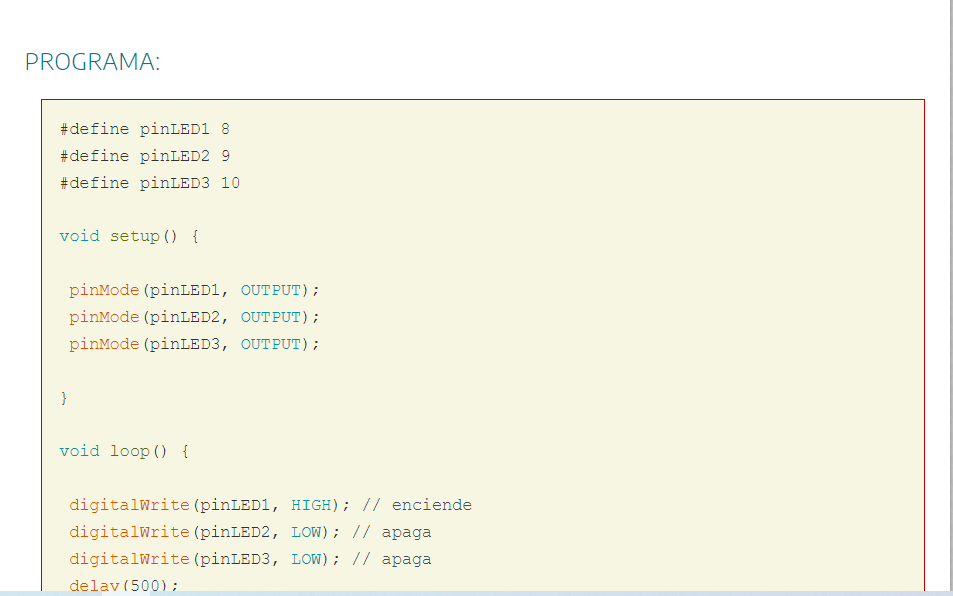 PROGRAMA:
#define pinLED1 8
#define pinLED2 9
#define pinLED3 10
void setup() {
pinMode(pinLED1, OUTPUT);
pinMode(pinLED2, OUTPUT);
pinMode(pinLED3, OUTPUT);
}
void loop() {
digitalWrite(pinLED1, HIGH); // enciende
digitalWrite(pinLED2, LOW); // apaga
digitalWrite(pinLED3, LOW); // apaga
delay(500);